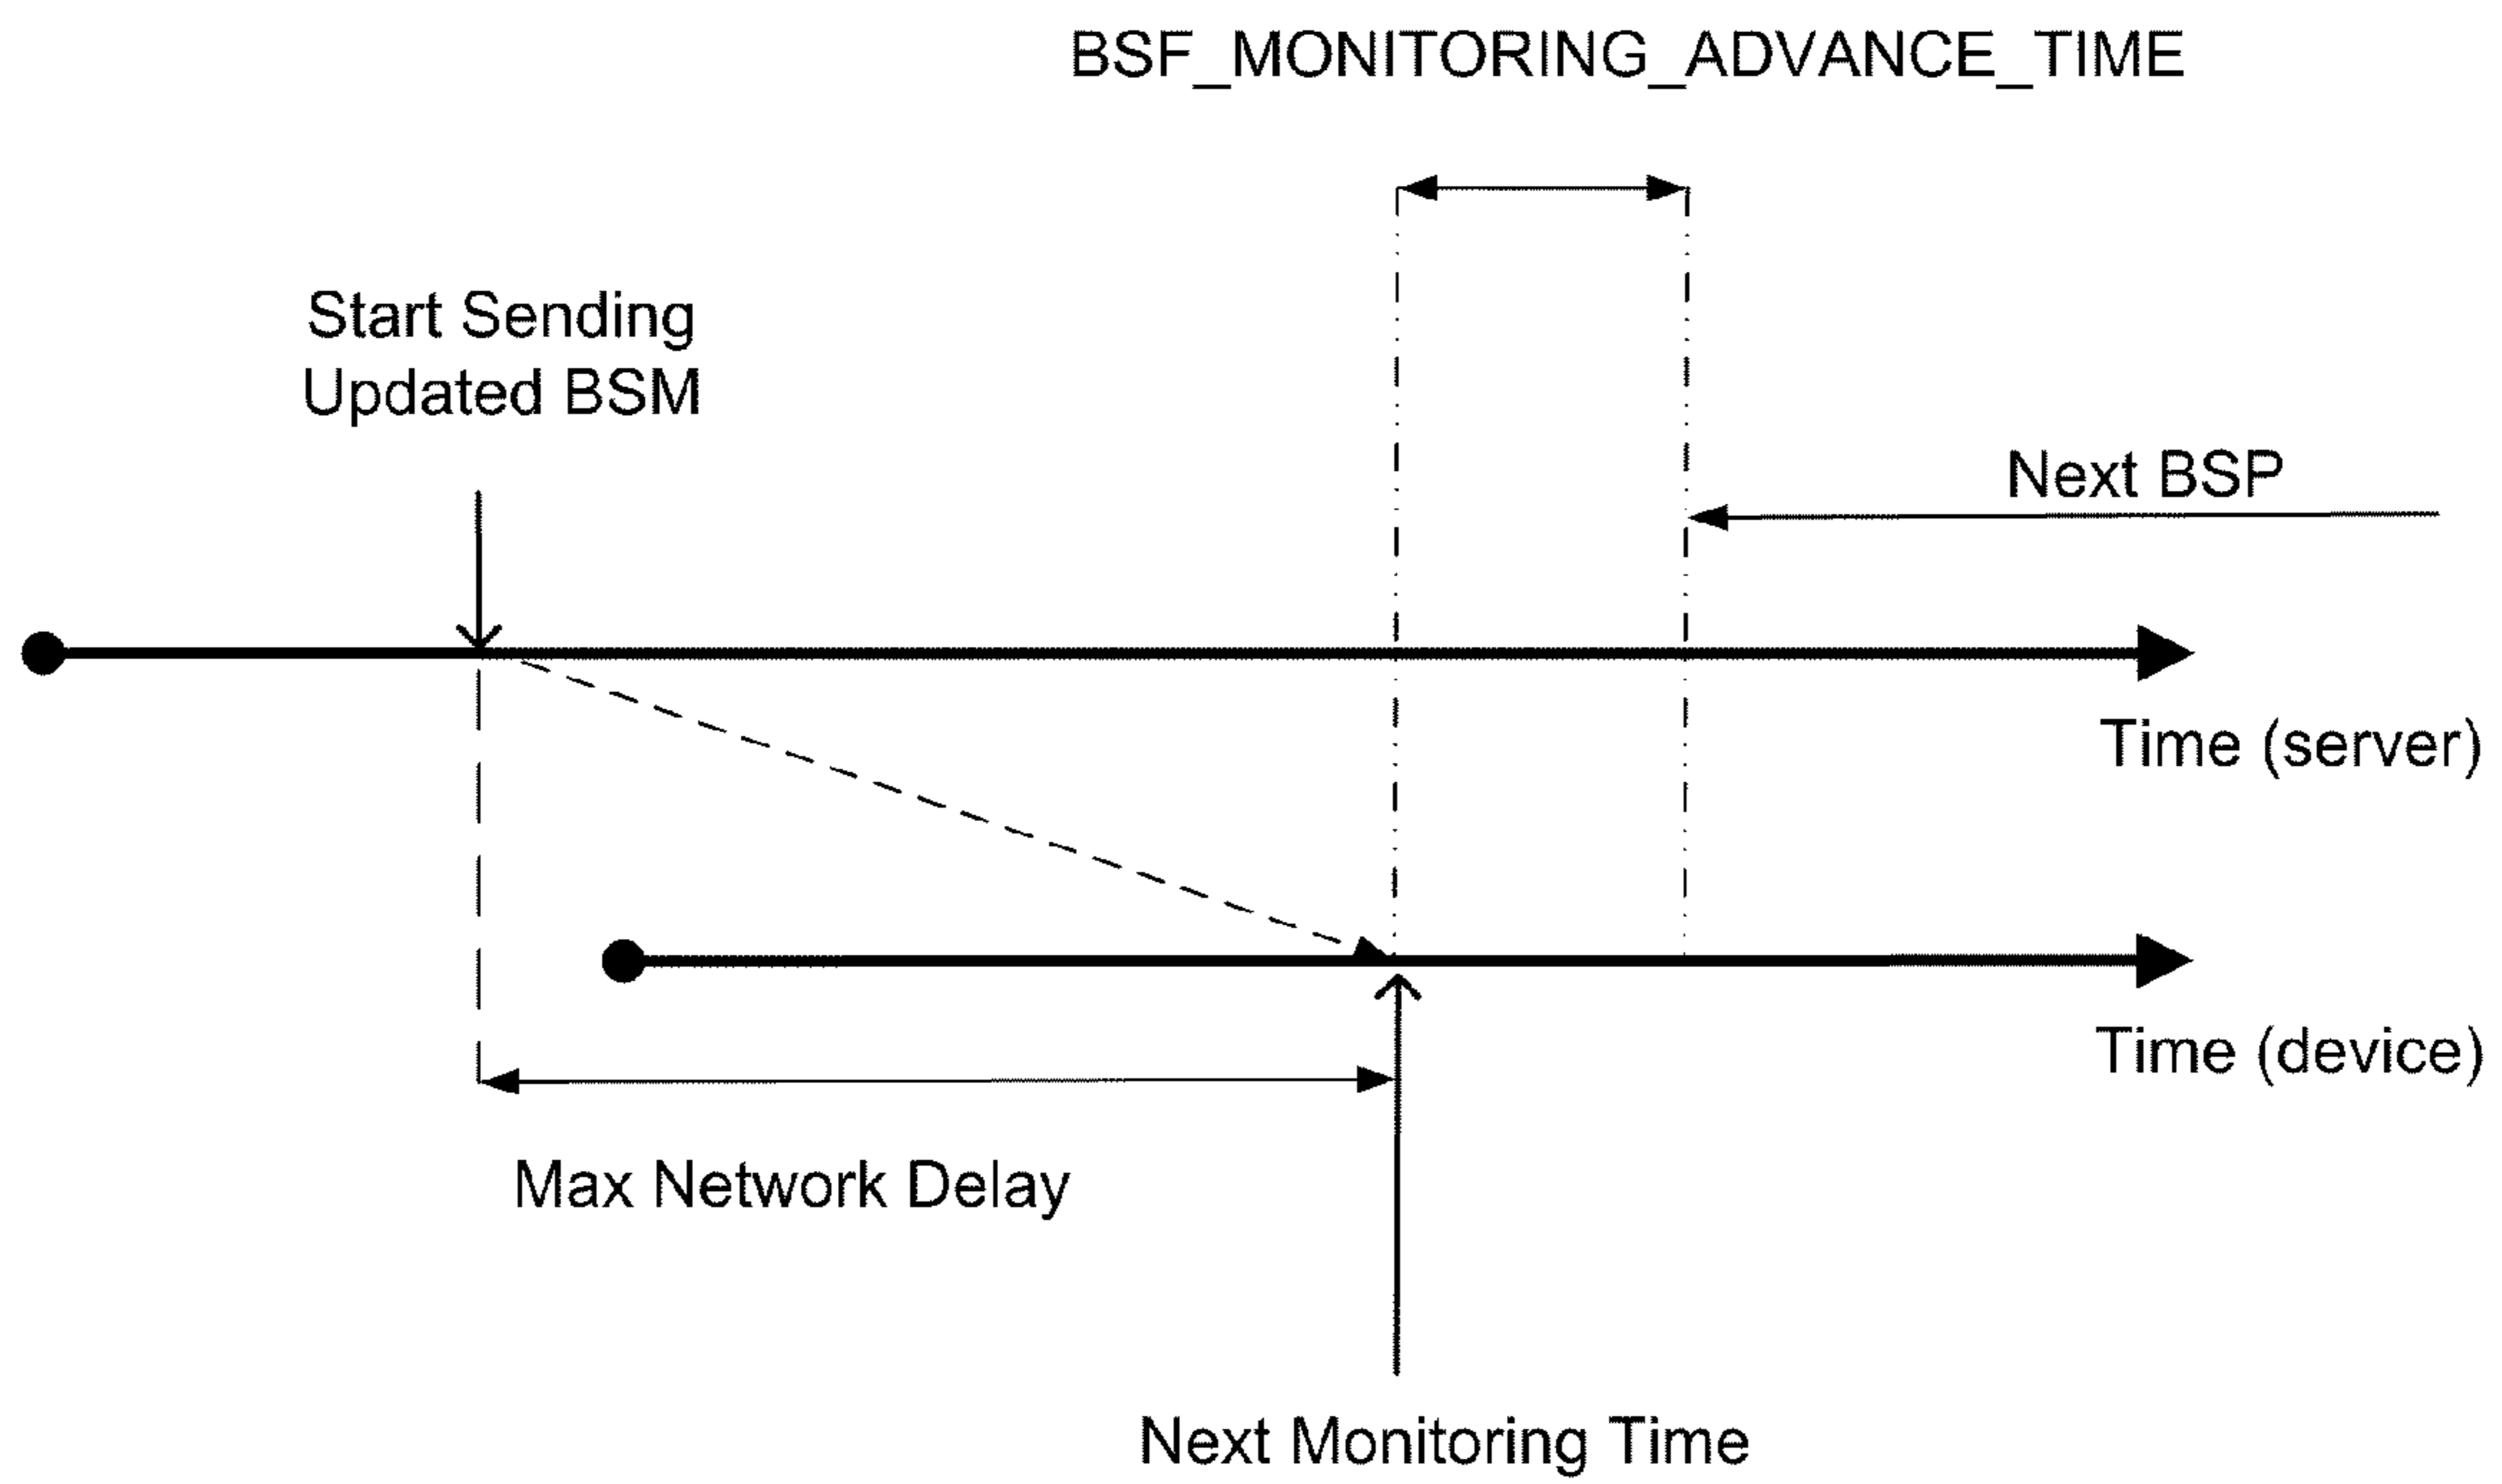 BSF_MONITORING_ADVANCE_TIME
Start Sending
Updated BSM
Next BSP
Time (server)
Time (device)
Max Network Delay
Next Monitoring Time